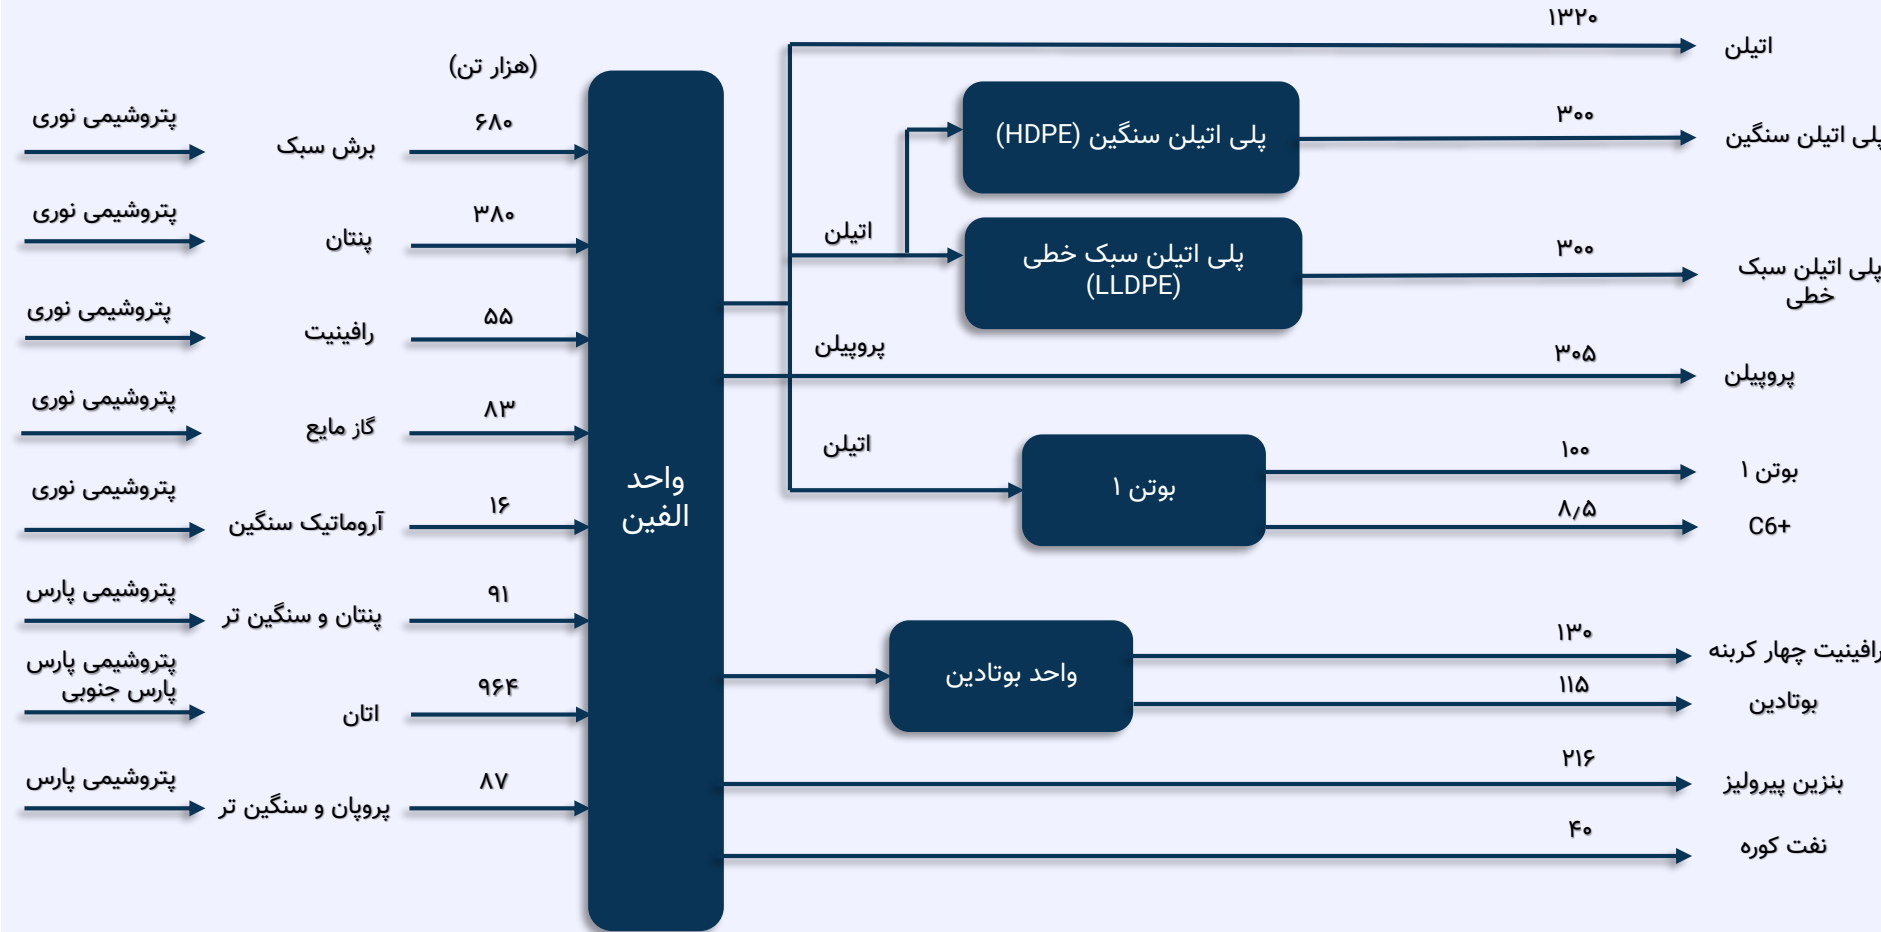 (هزار تن)
پتروشیمی نوری
برش سبک
۶۸۰
پتروشیمی نوری
پنتان
۳۸۰
پتروشیمی نوری
رافینیت
۵۵
پتروشیمی نوری
گاز مایع
۸۳
پتروشیمی نوری
آروماتیک سنگین
۱۶
پتروشیمی پارس
پنتان و سنگین تر
۹۱
پتروشیمی پارس
پارس جنوبی
اتان
۹۶۴
پتروشیمی پارس
پروپان و سنگین تر
۸۷
واحد
الفین
۱۳۲۰
اتیلن
اتیلن
پلی اتیلن سنگین (HDPE)
۳۰۰
پلی اتیلن سنگین
پلی اتیلن سبک خطی
(LLDPE)
۳۰۰
پلی اتیلن سبک
خطی
پروپیلن
۳۰۵
پروپیلن
اتیلن
بوتن ۱
۱۰۰
بوتن ۱
۸٫۵
C6+
واحد بوتادین
۱۳۰
رافینیت چهار کربنه
۱۱۵
بوتادین
۲۱۶
بنزین پیرولیز
۴۰
نفت کوره